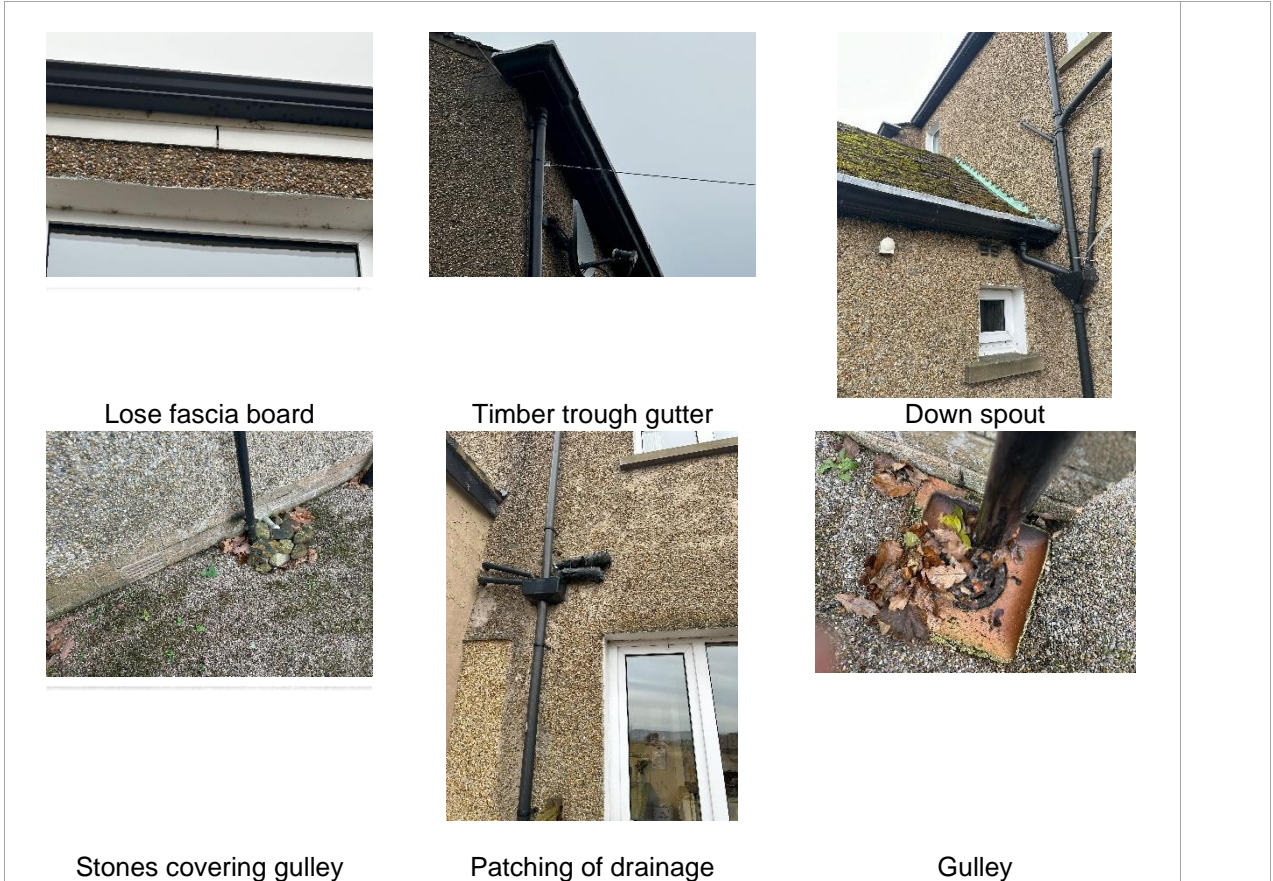 Lose fascia board
Timber trough gutter
Down spout
Stones covering gulley
Patching of drainage
Gulley